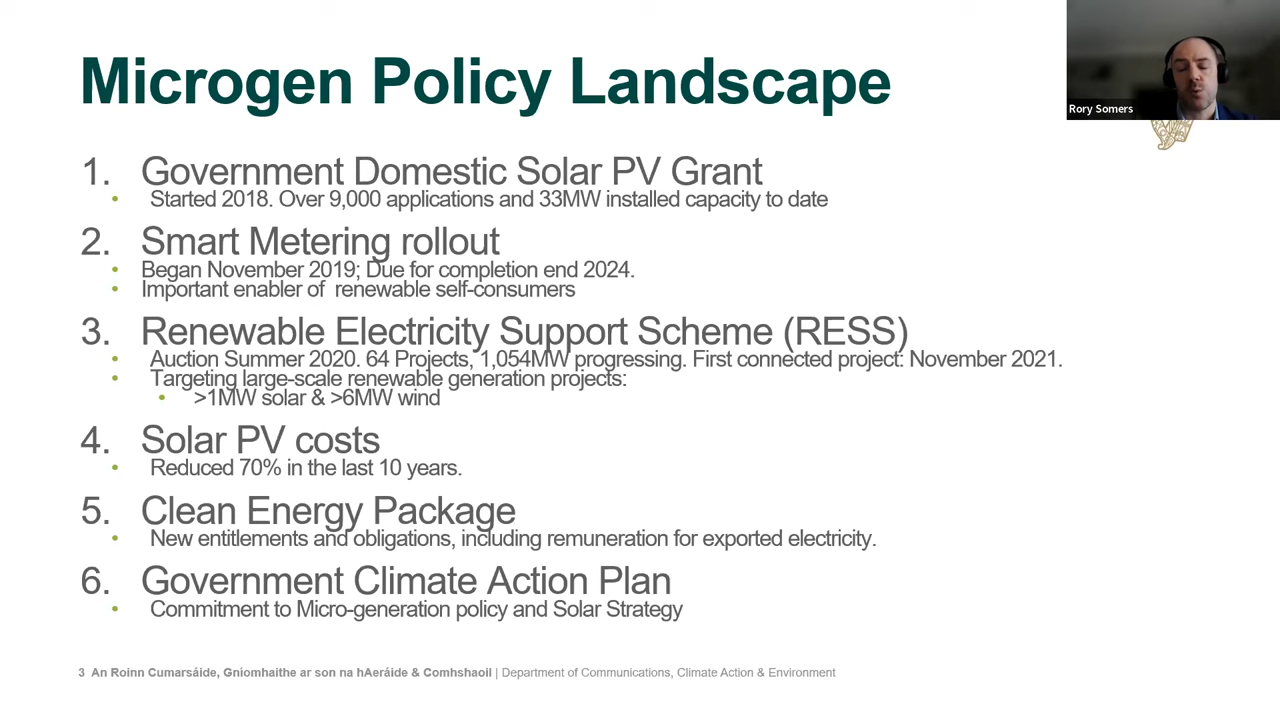 Microgen Policy Landscape
Rory Somers
1. Government Domestic Solar PV Grant
• Started 2018. Over 9,000 applications and 33MW installed capacity to date
2. Smart Metering rollout
• Began November 2019; Due for completion end 2024.
• Important enabler of renewable self-consumers
3. Renewable Electricity Support Scheme (RESS)
• Auction Summer 2020. 64 Projects, 1,054MW progressing. First connected project: November 2021.
• Targeting large-scale renewable generation projects:
• >1MW solar & >6MW wind
4. Solar PV costs
• Reduced 70% in the last 10 years.
5. Clean Energy Package
• New entitlements and obligations, including remuneration for exported electricity.
6. Government Climate Action Plan
• Commitment to Micro-generation policy and Solar Strategy
3 An Roinn Cumarsáide, Gníomhaithe ar son na hAeráide & Comhshaoil | Department of Communications, Climate Action & Environment